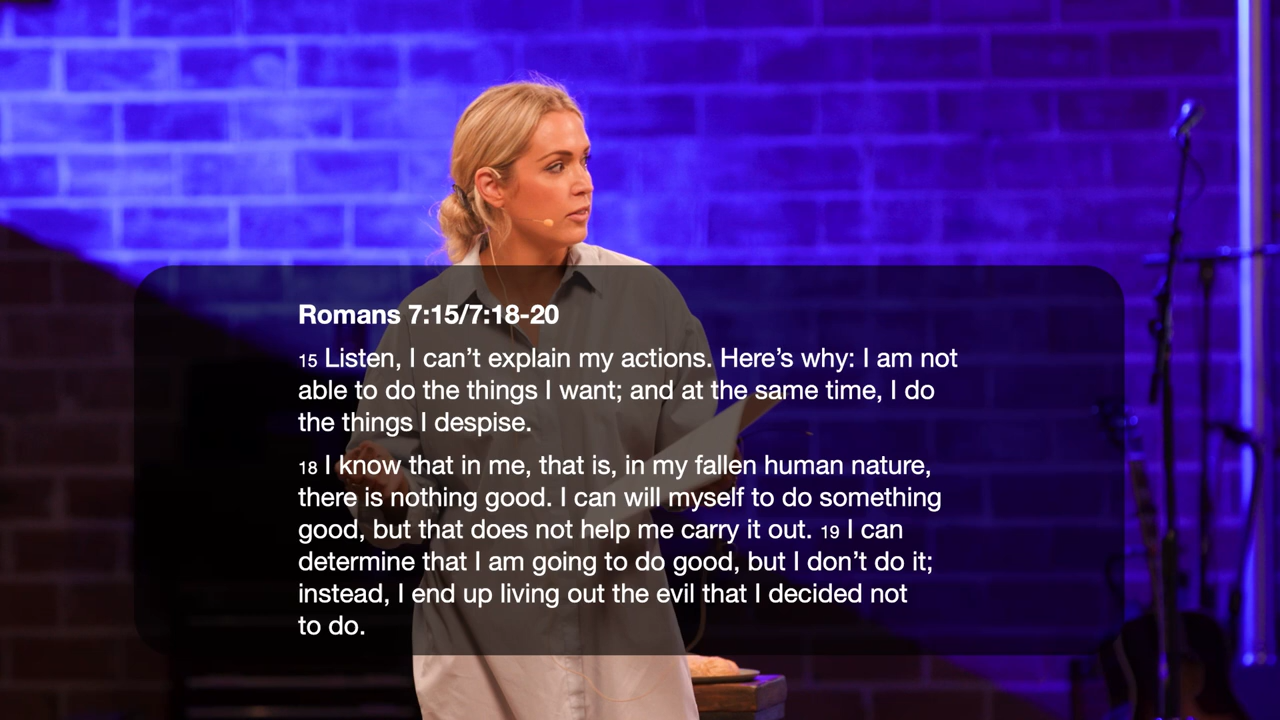 Romans 7:15/7:18-20
15 Listen, I can’t explain my actions. Here’s why: I am not
able to do the things I want; and at the same time, I do
the things I despise.
18 I know that in me, that is, in my fallen human nature,
there is nothing good. I can will myself to do something
good, but that does not help me carry it out. 19 I can
determine that I am going to do good, but I don’t do it;
instead, I end up living out the evil that I decided not
to do.